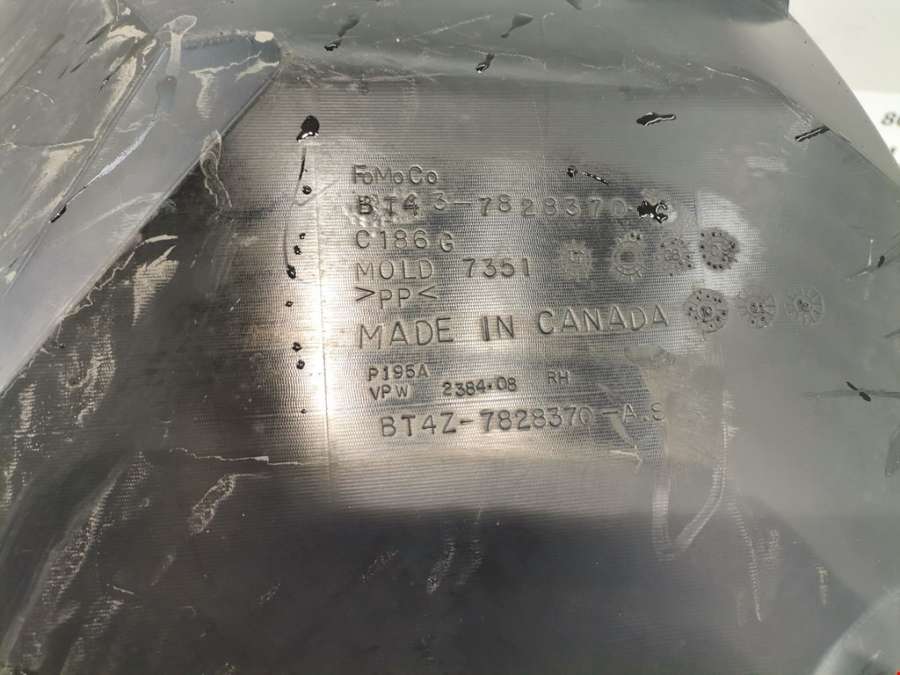 FoMoCo
BT43-7828370
C186G
MOLD 7351
>PP<
MADE IN CANADA
P195A
VPW 2384.08 RH
BT4Z-7828370-A.S